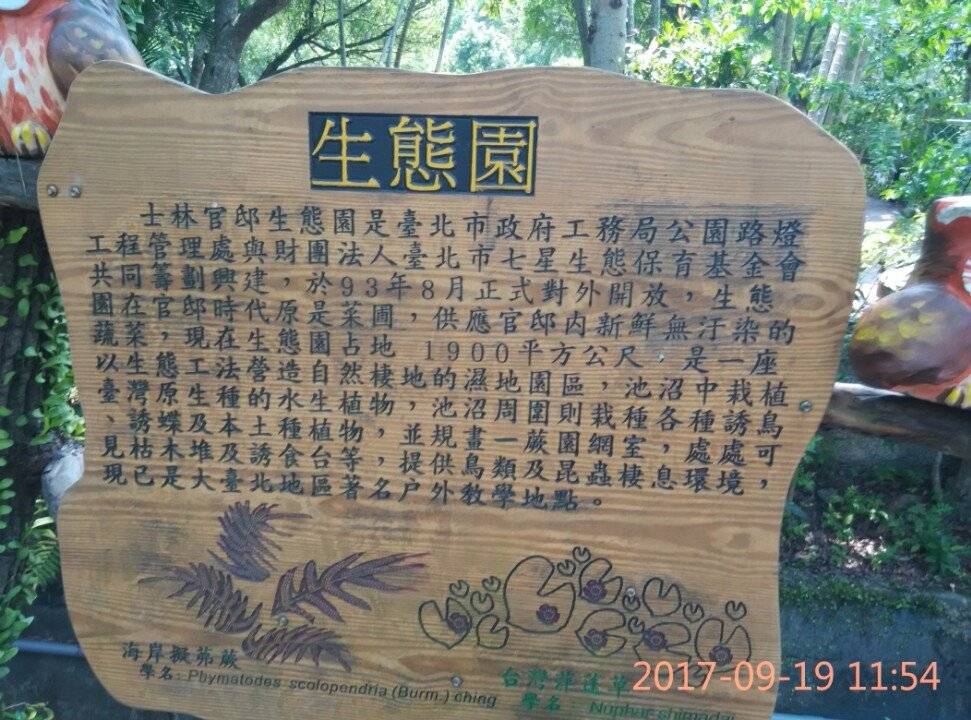 生態園
士林官邸生態園是臺北市政府工務局公園路燈
工程管理處與財團法人臺北市七星生態保育基金會
共同籌劃興建，於93年8月正式對外開放，生態
園在官邸時代原是菜圃，供應官邸內新鮮無汙染的
蔬菜，現在生態園占地 1900平方公尺，是一座
以生態工法營造自然棲地的濕地園區，池沼中栽植
臺灣原生種的水生植物，池沼周圍則栽種各種誘鳥
、誘蝶及本土種植物，並規畫一蕨園網室，處處可
見枯木堆及誘食台等，提供鳥類及昆蟲棲息環境，
現已是大臺北地區著名戶外教學地點。
海岸擬茀蕨
學名: Phymatodes scolopendria (Burm.) ching
台灣萍蓬草
學名: Nuphar shimadai
2017-09-19 11:54